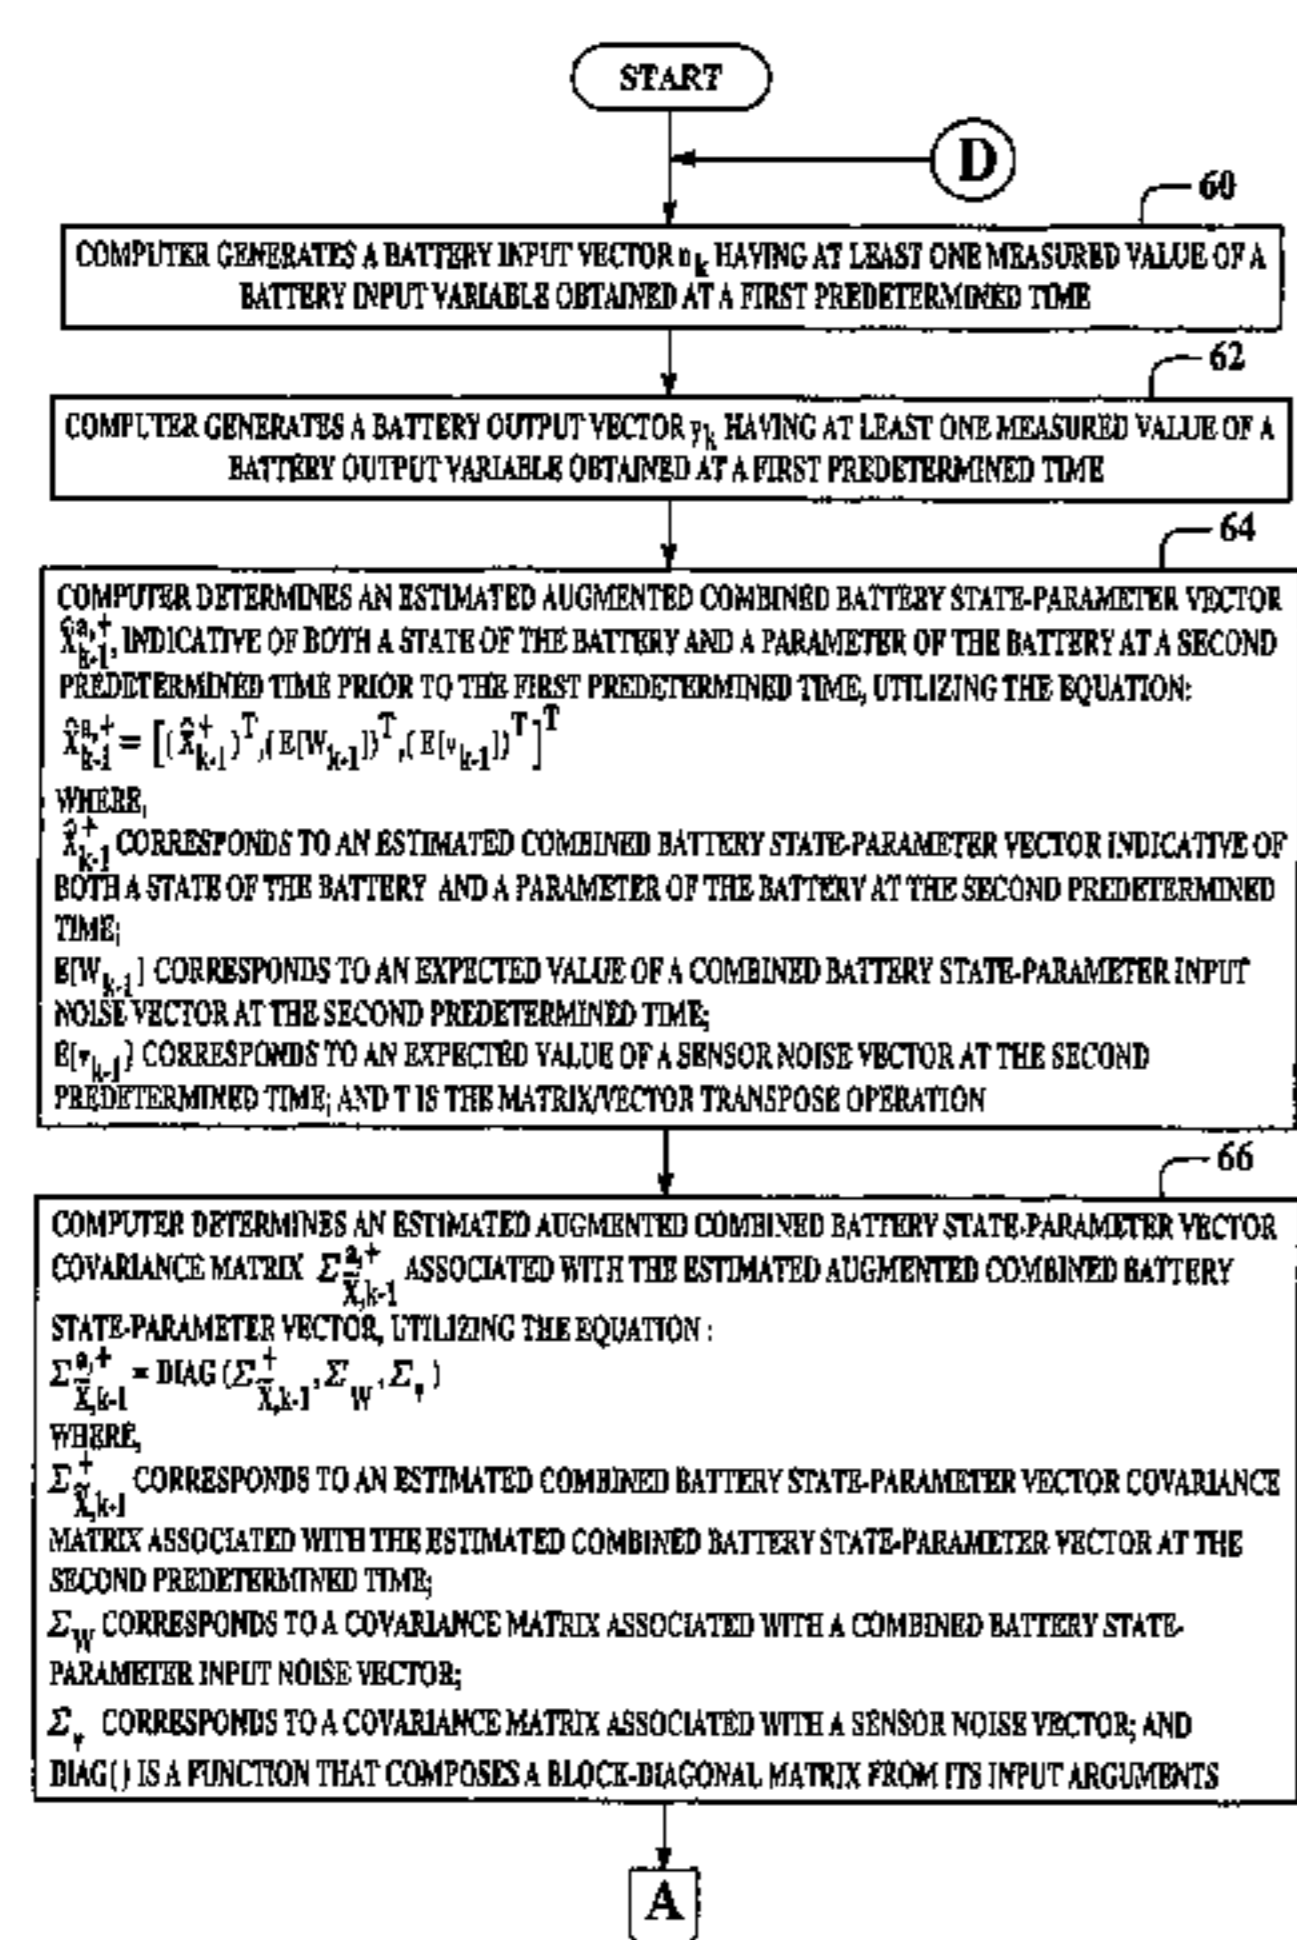 START
D
60
COMPUTER GENERATES A BATTERY INPUT VECTOR u_k HAVING AT LEAST ONE MEASURED VALUE OF A
BATTERY INPUT VARIABLE OBTAINED AT A FIRST PREDETERMINED TIME
62
COMPUTER GENERATES A BATTERY OUTPUT VECTOR y_k HAVING AT LEAST ONE MEASURED VALUE OF A
BATTERY OUTPUT VARIABLE OBTAINED AT A FIRST PREDETERMINED TIME
64
COMPUTER DETERMINES AN ESTIMATED AUGMENTED COMBINED BATTERY STATE-PARAMETER VECTOR
X̂_{k-1}^{a,+}, INDICATIVE OF BOTH A STATE OF THE BATTERY AND A PARAMETER OF THE BATTERY AT A SECOND
PREDETERMINED TIME PRIOR TO THE FIRST PREDETERMINED TIME, UTILIZING THE EQUATION:
X̂_{k-1}^{a,+} = [(X̂_{k-1}^{+})^T, (E[W_{k-1}])^T, (E[v_{k-1}])^T]^T
WHERE,
X̂_{k-1}^{+} CORRESPONDS TO AN ESTIMATED COMBINED BATTERY STATE-PARAMETER VECTOR INDICATIVE OF
BOTH A STATE OF THE BATTERY AND A PARAMETER OF THE BATTERY AT THE SECOND PREDETERMINED
TIME;
E[W_{k-1}] CORRESPONDS TO AN EXPECTED VALUE OF A COMBINED BATTERY STATE-PARAMETER INPUT
NOISE VECTOR AT THE SECOND PREDETERMINED TIME;
E[v_{k-1}] CORRESPONDS TO AN EXPECTED VALUE OF A SENSOR NOISE VECTOR AT THE SECOND
PREDETERMINED TIME; AND T IS THE MATRIX/VECTOR TRANSPOSE OPERATION
66
COMPUTER DETERMINES AN ESTIMATED AUGMENTED COMBINED BATTERY STATE-PARAMETER VECTOR
COVARIANCE MATRIX Σ_{X̃,k-1}^{a,+} ASSOCIATED WITH THE ESTIMATED AUGMENTED COMBINED BATTERY
STATE-PARAMETER VECTOR, UTILIZING THE EQUATION :
Σ_{X̃,k-1}^{a,+} = DIAG (Σ_{X̃,k-1}^{+}, Σ_W, Σ_v)
WHERE,
Σ_{X̃,k-1}^{+} CORRESPONDS TO AN ESTIMATED COMBINED BATTERY STATE-PARAMETER VECTOR COVARIANCE
MATRIX ASSOCIATED WITH THE ESTIMATED COMBINED BATTERY STATE-PARAMETER VECTOR AT THE
SECOND PREDETERMINED TIME;
Σ_W CORRESPONDS TO A COVARIANCE MATRIX ASSOCIATED WITH A COMBINED BATTERY STATE-
PARAMETER INPUT NOISE VECTOR;
Σ_v CORRESPONDS TO A COVARIANCE MATRIX ASSOCIATED WITH A SENSOR NOISE VECTOR; AND
DIAG( ) IS A FUNCTION THAT COMPOSES A BLOCK-DIAGONAL MATRIX FROM ITS INPUT ARGUMENTS
A